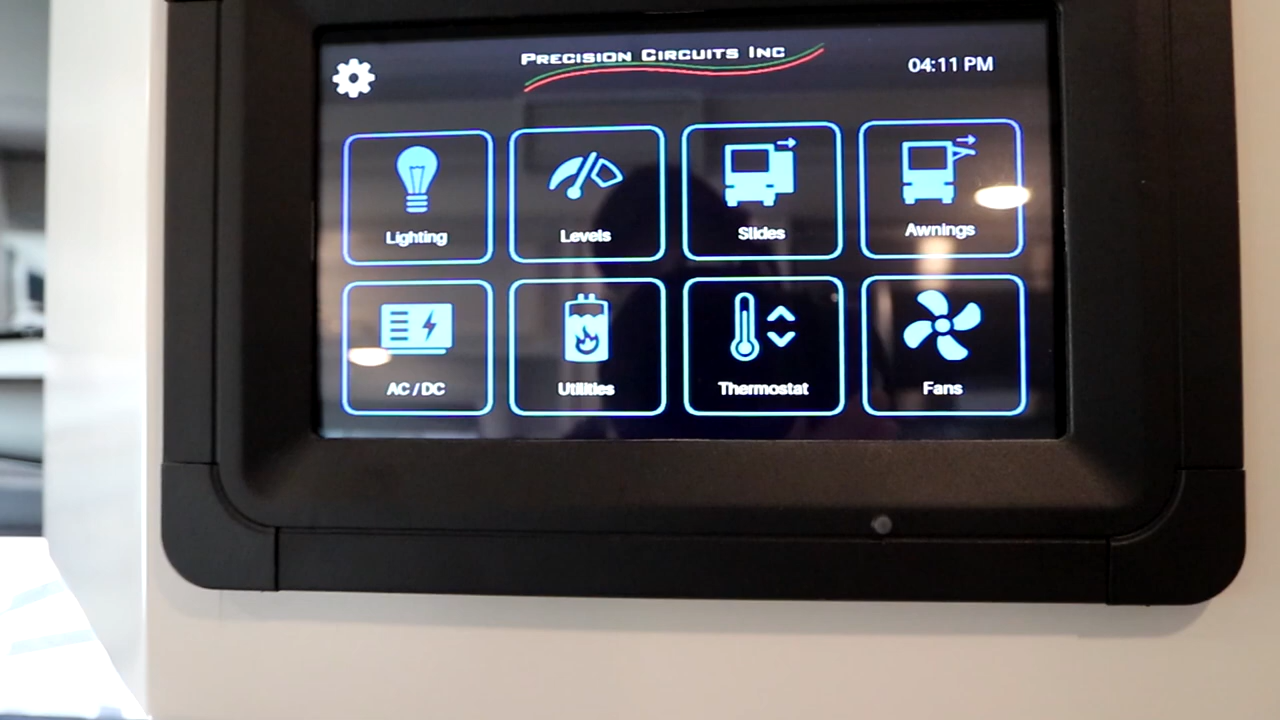 PRECISION CIRCUITS INC
04:11 PM
Lighting
Levels
Slides
Awnings
AC / DC
Utilities
Thermostat
Fans